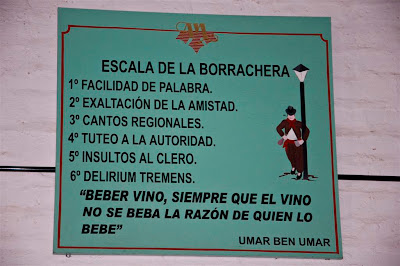 ESCALA DE LA BORRACHERA
1º FACILIDAD DE PALABRA.
2º EXALTACIÓN DE LA AMISTAD.
3º CANTOS REGIONALES.
4º TUTEO A LA AUTORIDAD.
5º INSULTOS AL CLERO.
6º DELIRIUM TREMENS.
“BEBER VINO, SIEMPRE QUE EL VINO
NO SE BEBA LA RAZÓN DE QUIEN LO
BEBE”
UMAR BEN UMAR